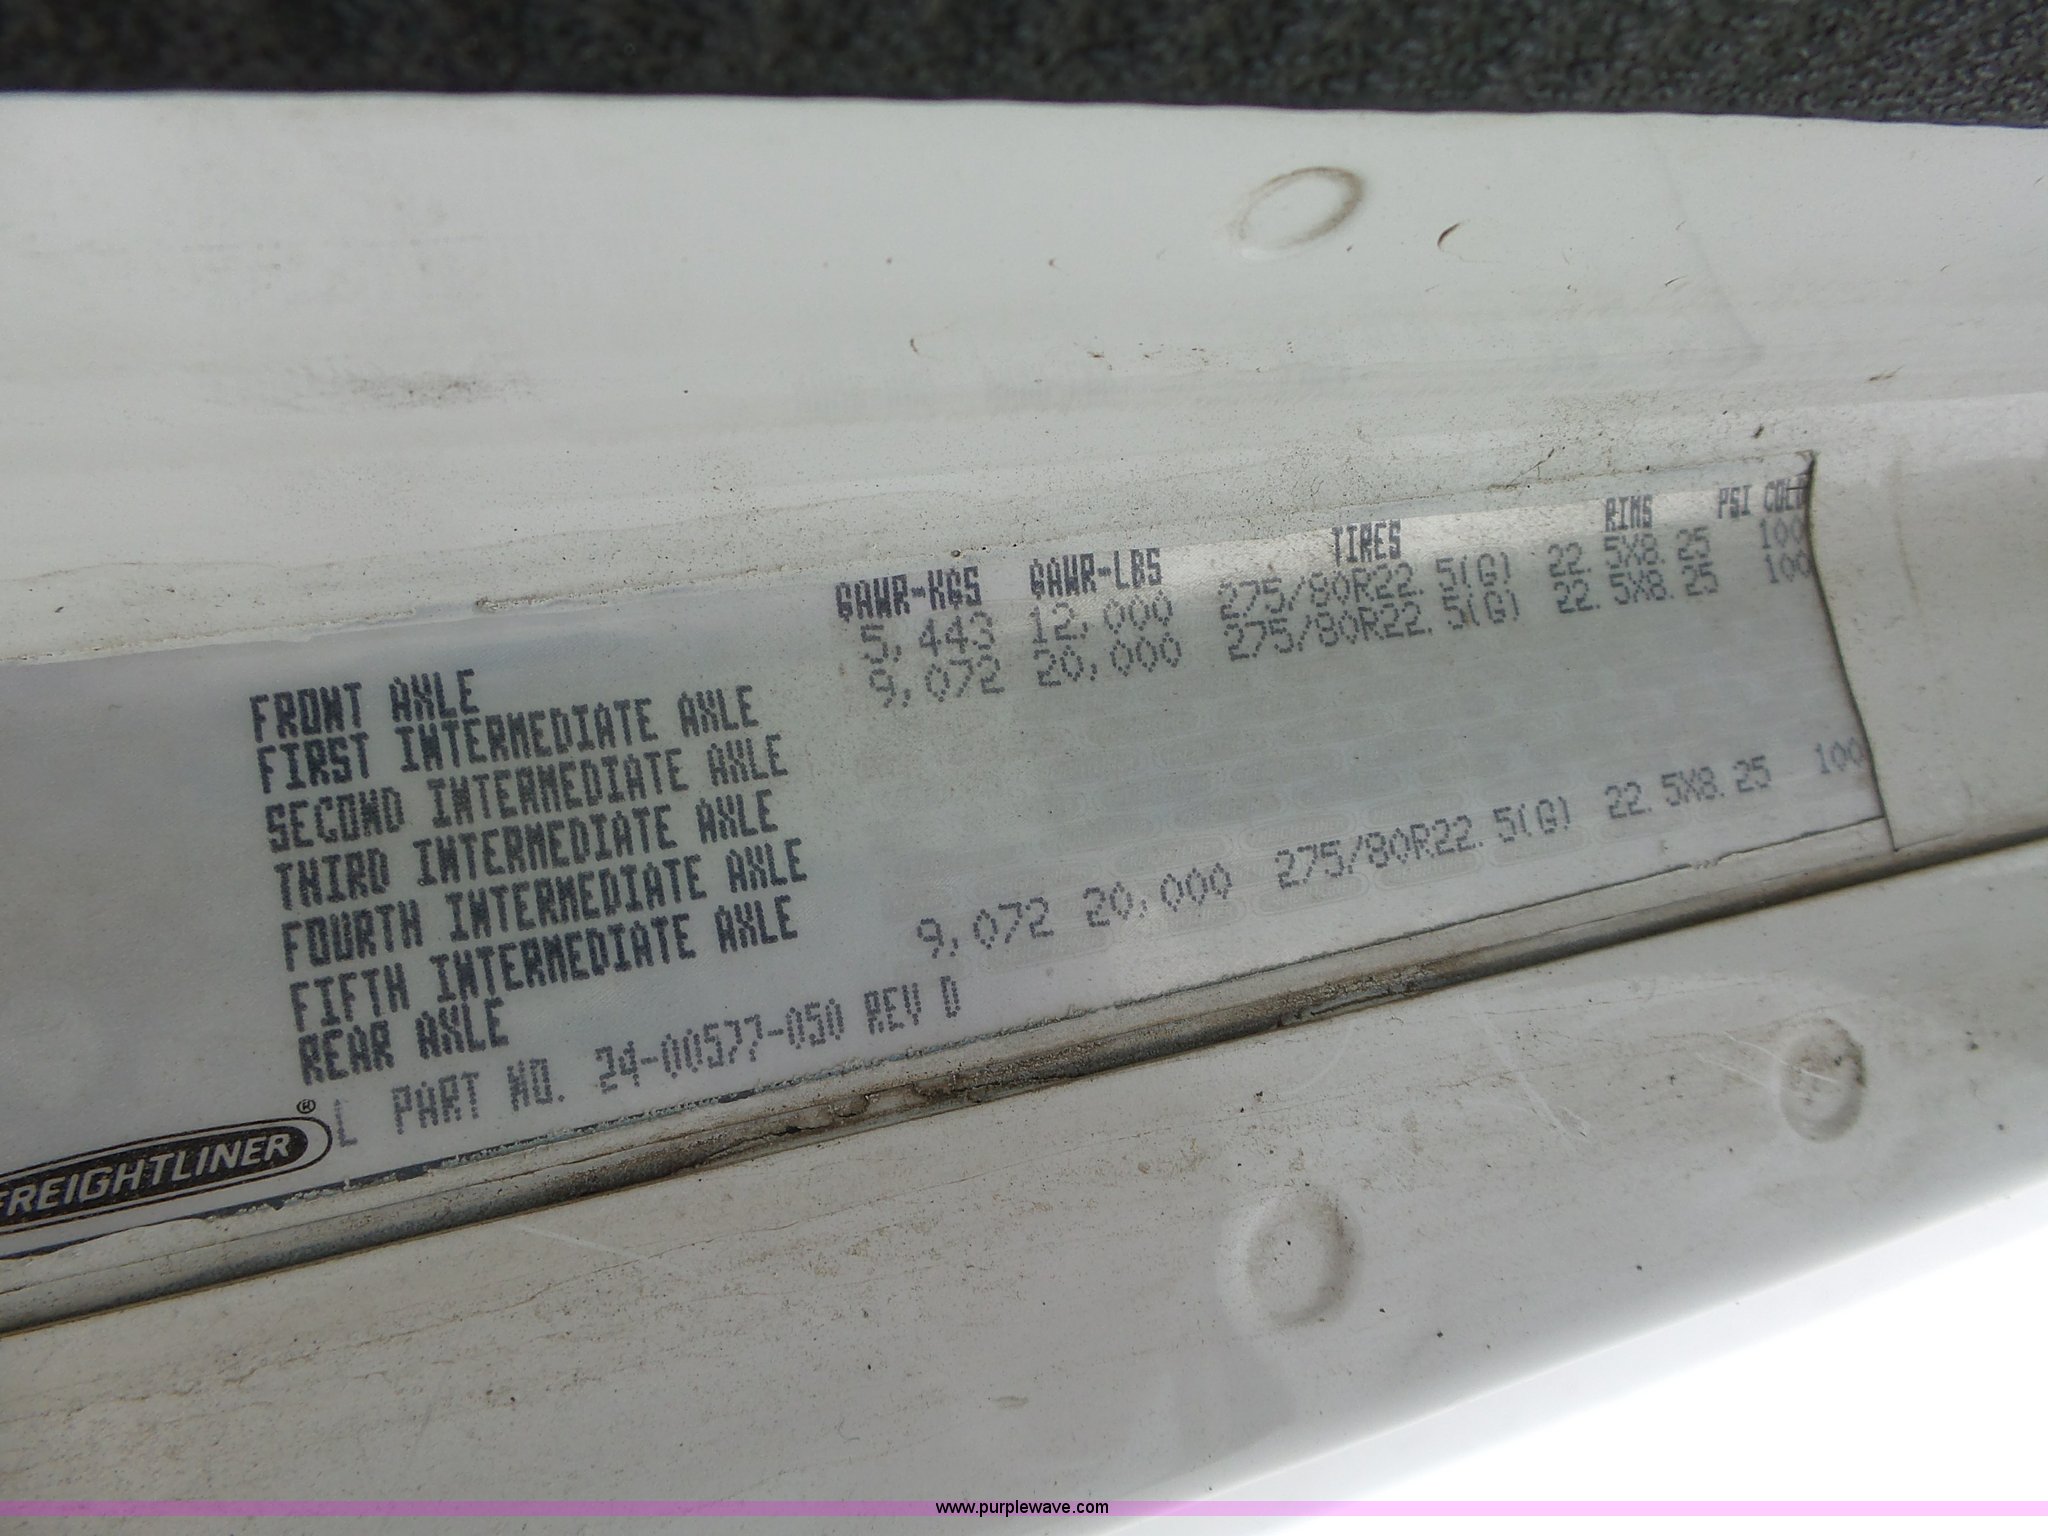 GAWR-KGS GAWR-LBS TIRES RIMS PSI COLD
FRONT AXLE 5,443 12,000 275/80R22.5(G) 22.5X8.25 100
FIRST INTERMEDIATE AXLE 9,072 20,000 275/80R22.5(G) 22.5X8.25 100
SECOND INTERMEDIATE AXLE
THIRD INTERMEDIATE AXLE
FOURTH INTERMEDIATE AXLE
FIFTH INTERMEDIATE AXLE
REAR AXLE 9,072 20,000 275/80R22.5(G) 22.5X8.25 100
PART NO. 24-00577-050 REV D
FREIGHTLINER®
www.purplewave.com